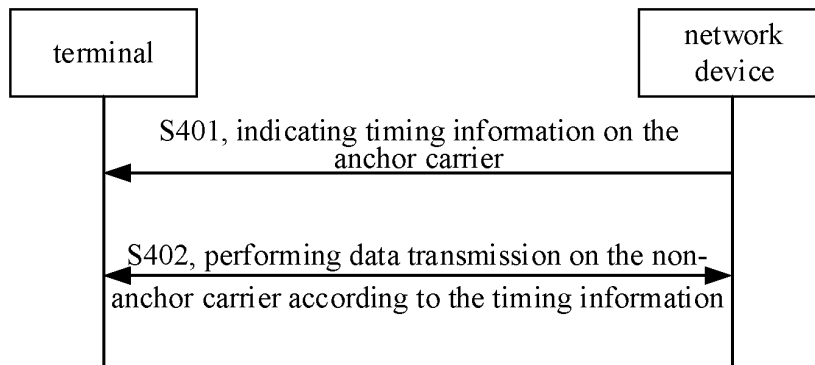 terminal
network
device
S401, indicating timing information on the
anchor carrier
S402, performing data transmission on the non-
anchor carrier according to the timing information